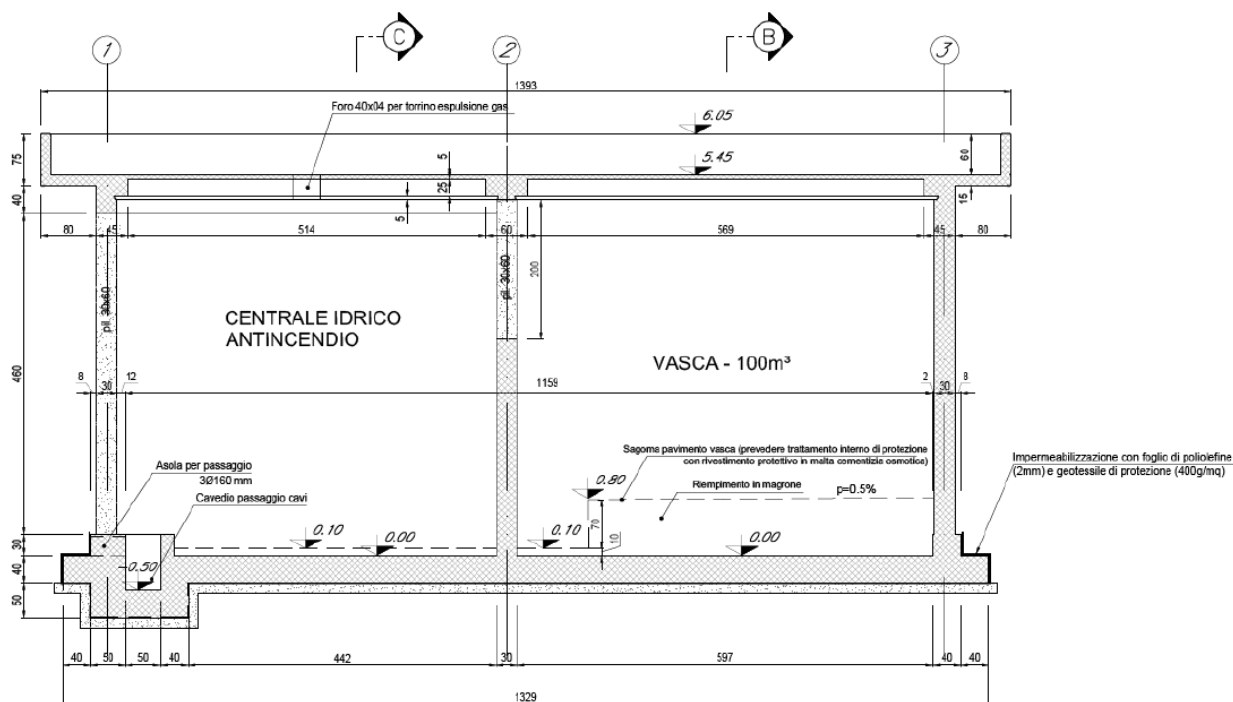 1
C
2
B
3
1393
Foro 40x04 per torrino espulsione gas
6.05
5.45
75
5
60
40
25
15
5
80
45
514
60
569
45
80
pil. 30x60
pil. 30x60
200
CENTRALE IDRICO
ANTINCENDIO
VASCA - 100m³
460
8
30
12
1159
2
30
8
Asola per passaggio
3Ø160 mm
Cavedio passaggio cavi
Sagoma pavimento vasca (prevedere trattamento interno di protezione
con rivestimento protettivo in malta cementizia osmotica)
Impermeabilizzazione con foglio di poliolefine
(2mm) e geotessile di protezione (400g/mq)
0.80
Riempimento in magrone
p=0.5%
70
10
0.10
0.00
0.10
0.00
30
40
50
-0.50
40
50
50
40
442
30
597
40
40
1329